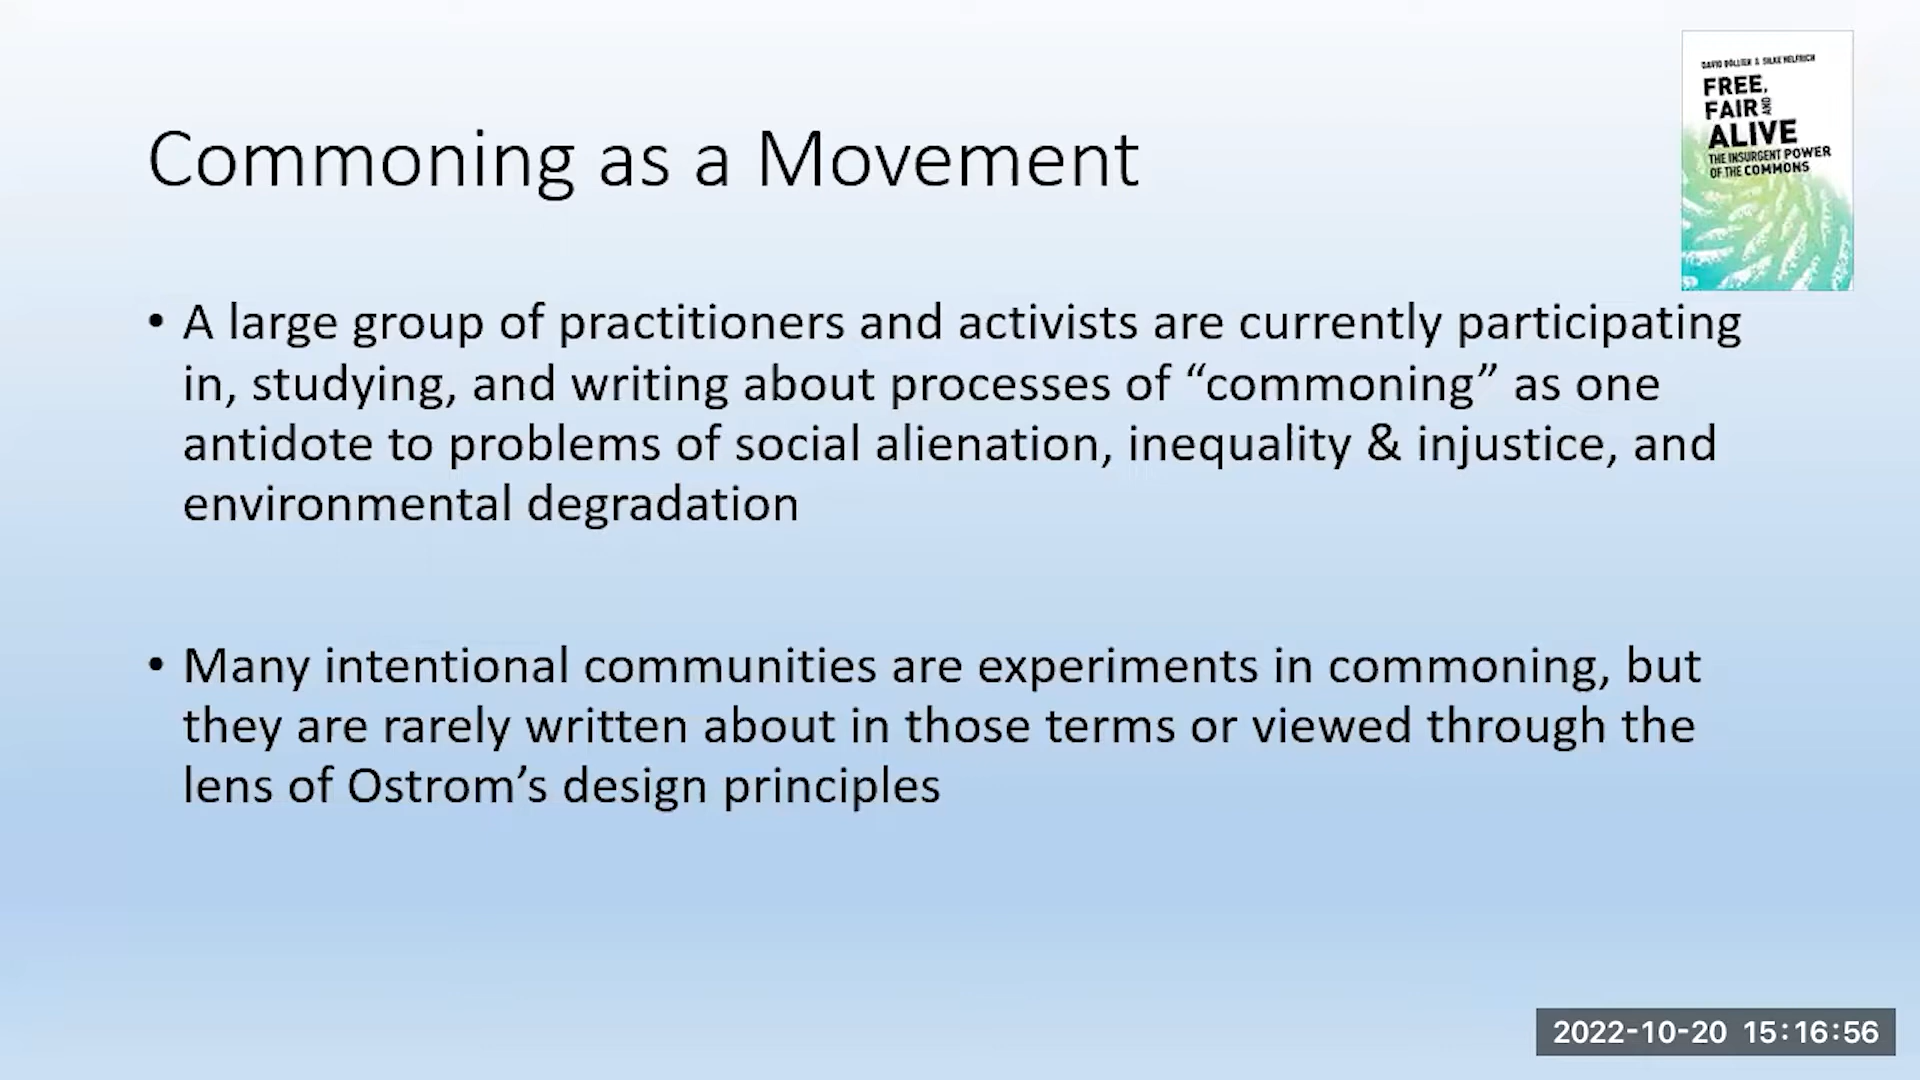 Commoning as a Movement
DAVID BOLLIER & SILKE HELFRICH
FREE,
FAIR AND
ALIVE
THE INSURGENT POWER
OF THE COMMONS
• A large group of practitioners and activists are currently participating
in, studying, and writing about processes of “commoning” as one
antidote to problems of social alienation, inequality & injustice, and
environmental degradation
• Many intentional communities are experiments in commoning, but
they are rarely written about in those terms or viewed through the
lens of Ostrom’s design principles
2022-10-20 15:16:56